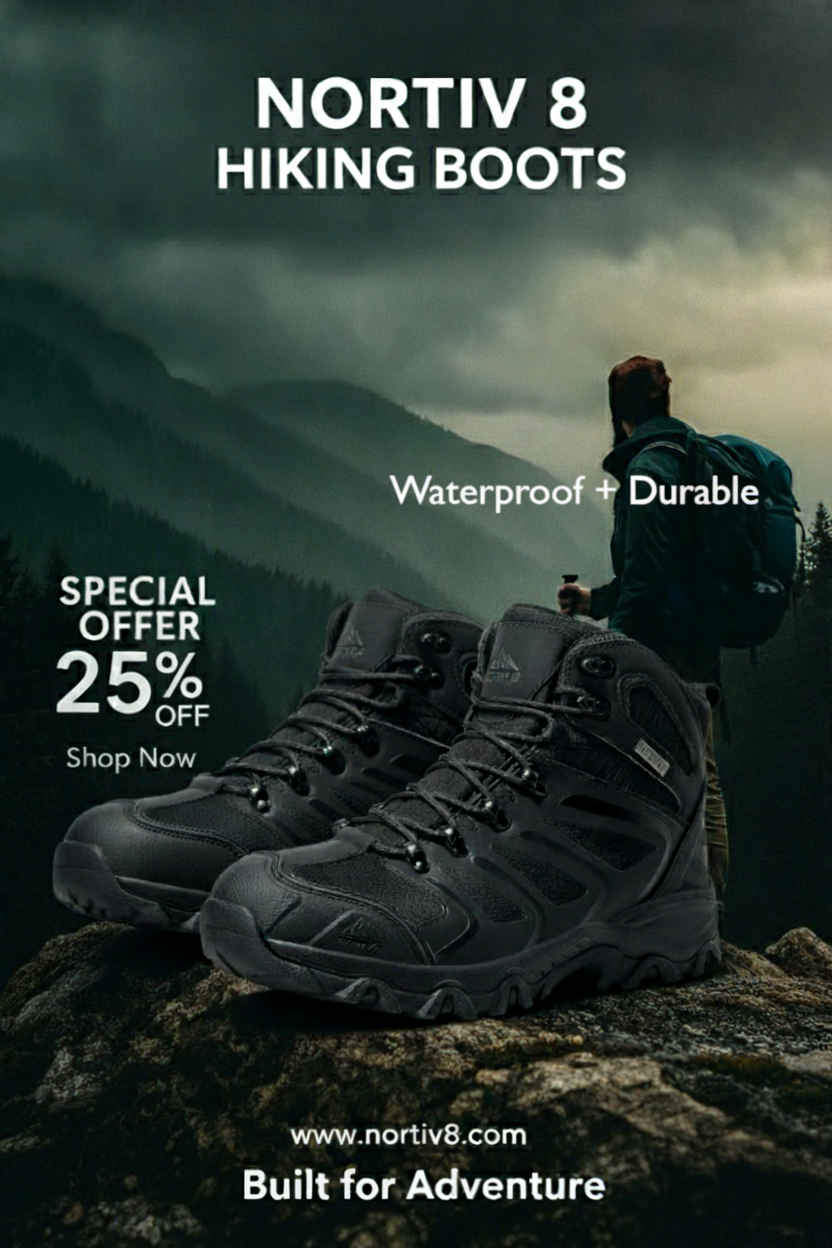 NORTIV 8
HIKING BOOTS
Waterproof + Durable
SPECIAL
OFFER
25%
OFF
Shop Now
www.nortiv8.com
Built for Adventure